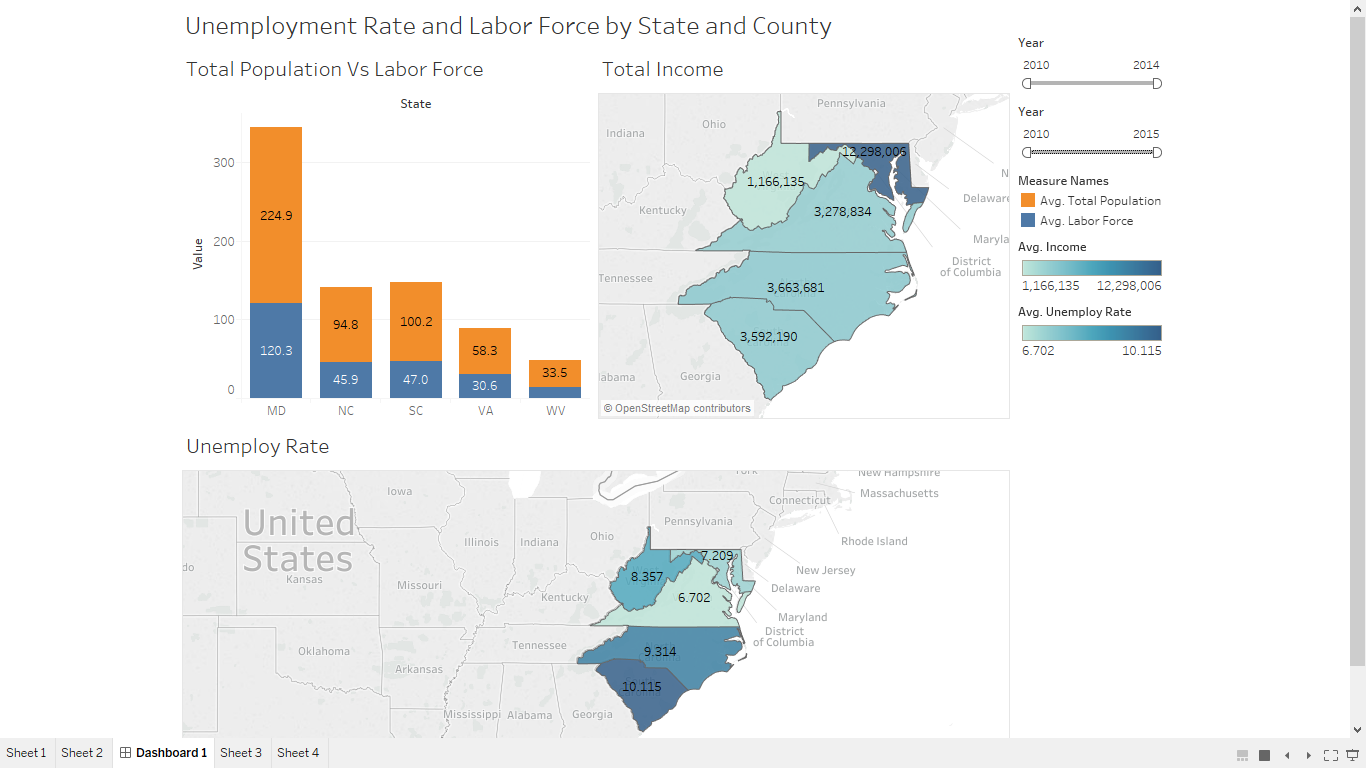 Unemployment Rate and Labor Force by State and County
Total Population Vs Labor Force
State
Value
300
200
100
0
224.9
120.3
94.8
45.9
100.2
47.0
58.3
30.6
33.5
MD
NC
SC
VA
WV
Total Income
Pennsylvania
Ohio
Indiana
12,298,006
1,166,135
N
Delaware
Kentucky
3,278,834
Maryla
District
of Columbia
Tennessee
3,663,681
3,592,190
labama
Georgia
© OpenStreetMap contributors
Year
2010 2014
Year
2010 2015
Measure Names
Avg. Total Population
Avg. Labor Force
Avg. Income
1,166,135 12,298,006
Avg. Unemploy Rate
6.702 10.115
Unemploy Rate
York
New Hampshire
Iowa
Massachusetts
Connecticut
United
States
Pennsylvania
Ohio
Illinois
Indiana
Rhode Island
7.209
do
New Jersey
Kansas
8.357
Missouri
Delaware
Kentucky
6.702
Maryland
District
of Columbia
Tennessee
Oklahoma
9.314
Arkansas
10.115
Mississippi
Alabama
Georgia
Sheet 1
Sheet 2
Dashboard 1
Sheet 3
Sheet 4